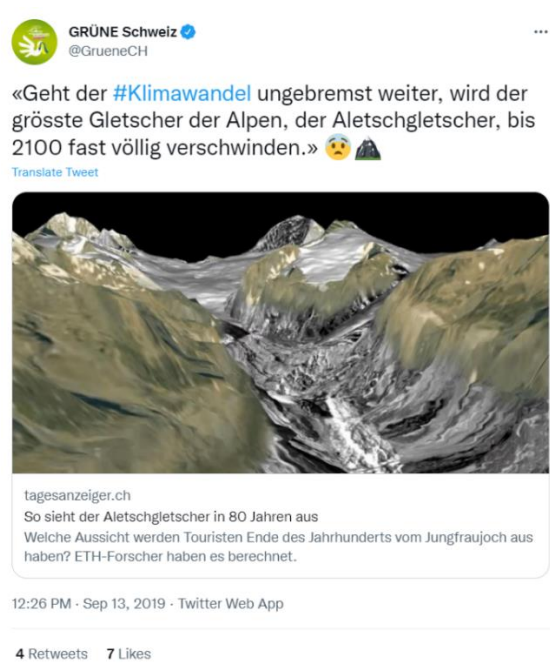 GRÜNE Schweiz
@GrueneCH
«Geht der #Klimawandel ungebremst weiter, wird der
grösste Gletscher der Alpen, der Aletschgletscher, bis
2100 fast völlig verschwinden.» 😨⛰️
Translate Tweet
tagesanzeiger.ch
So sieht der Aletschgletscher in 80 Jahren aus
Welche Aussicht werden Touristen Ende des Jahrhunderts vom Jungfraujoch aus
haben? ETH-Forscher haben es berechnet.
12:26 PM · Sep 13, 2019 · Twitter Web App
4 Retweets 7 Likes